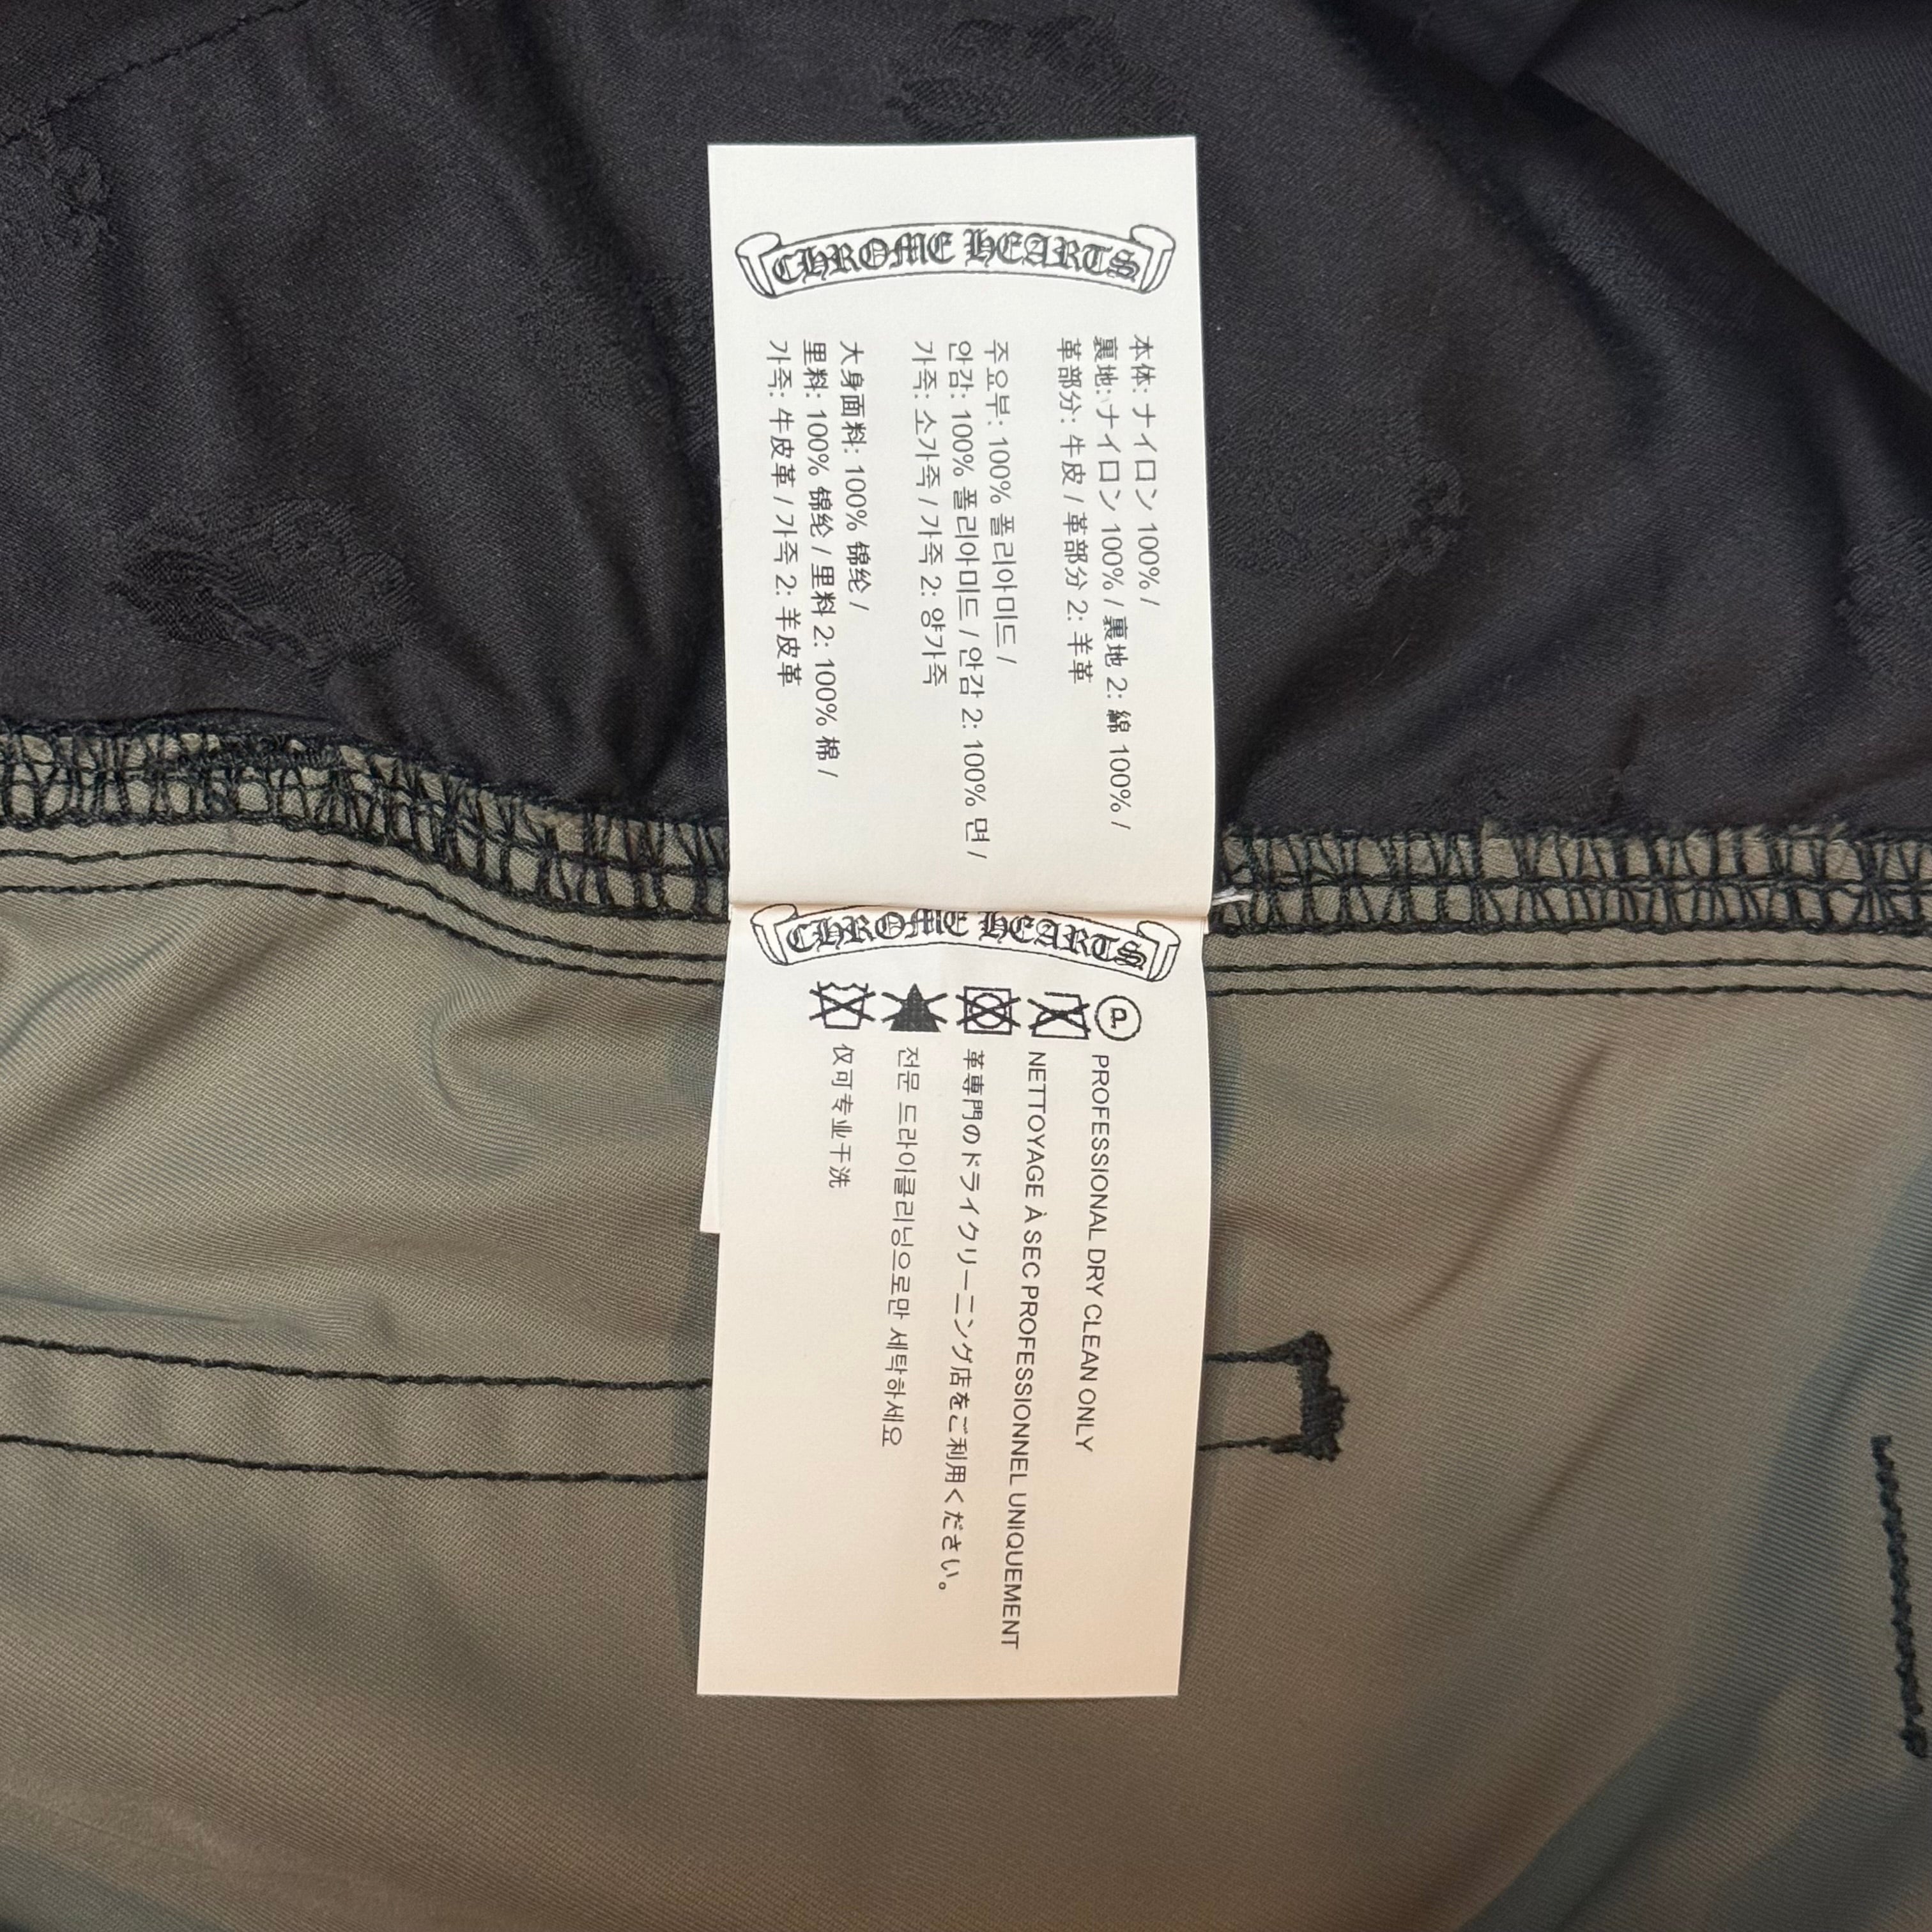 CHROME HEARTS
本体: ナイロン 100% /
裏地: ナイロン 100% / 裏地 2: 綿 100% /
革部分: 牛皮 / 革部分 2: 羊革
주요부: 100% 폴리아미드 /
안감: 100% 폴리아미드 / 안감 2: 100% 면 /
가죽: 소가죽 / 가죽 2: 양가죽
大身面料: 100% 锦纶 /
里料: 100% 锦纶 / 里料 2: 100% 棉 /
가죽: 牛皮革 / 가죽 2: 羊皮革
CHROME HEARTS
P
PROFESSIONAL DRY CLEAN ONLY
NETTOYAGE À SEC PROFESSIONNEL UNIQUEMENT
革専門のドライクリーニング店をご利用ください。
전문 드라이클리닝으로만 세탁하세요
仅可专业干洗